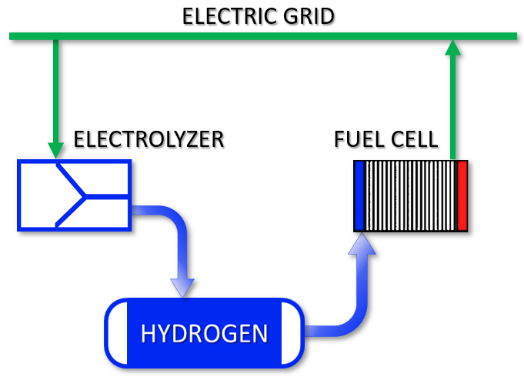 ELECTRIC GRID
ELECTROLYZER
FUEL CELL
HYDROGEN